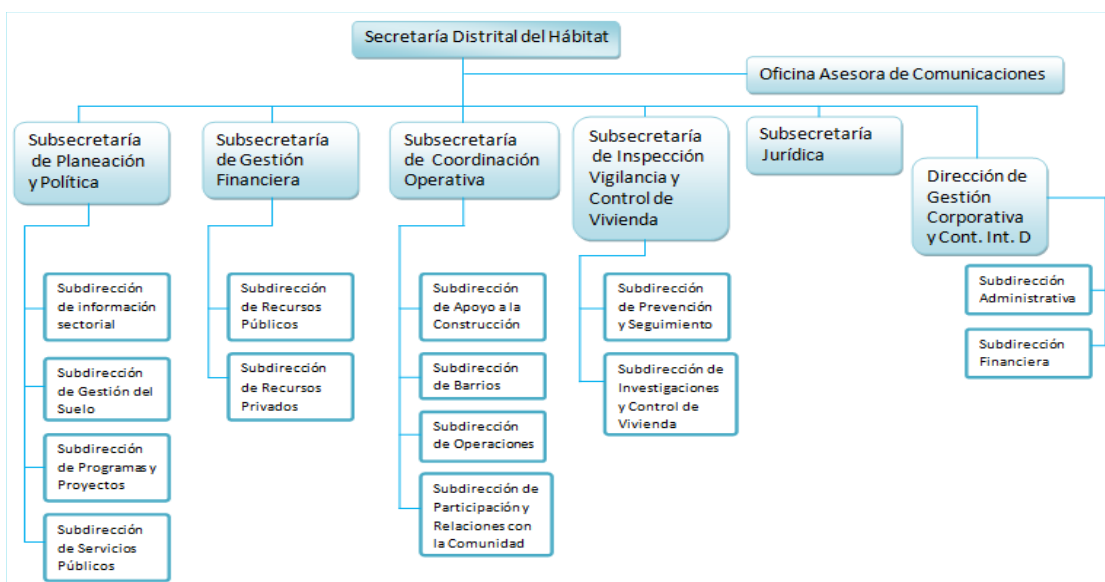 Secretaría Distrital del Hábitat
Oficina Asesora de Comunicaciones
Subsecretaría
de Planeación
y Política
Subsecretaría
de Gestión
Financiera
Subsecretaría
de Coordinación
Operativa
Subsecretaría
de Inspección
Vigilancia y
Control de
Vivienda
Subsecretaría
Jurídica
Dirección de
Gestión
Corporativa
y Cont. Int. D
Subdirección
de información
sectorial
Subdirección
de Gestión del
Suelo
Subdirección
de Programas y
Proyectos
Subdirección
de Servicios
Públicos
Subdirección
de Recursos
Públicos
Subdirección
de Recursos
Privados
Subdirección
de Apoyo a la
Construcción
Subdirección
de Barrios
Subdirección
de Operaciones
Subdirección de
Participación y
Relaciones con
la Comunidad
Subdirección
de Prevención
y Seguimiento
Subdirección de
Investigaciones
y Control de
Vivienda
Subdirección
Administrativa
Subdirección
Financiera